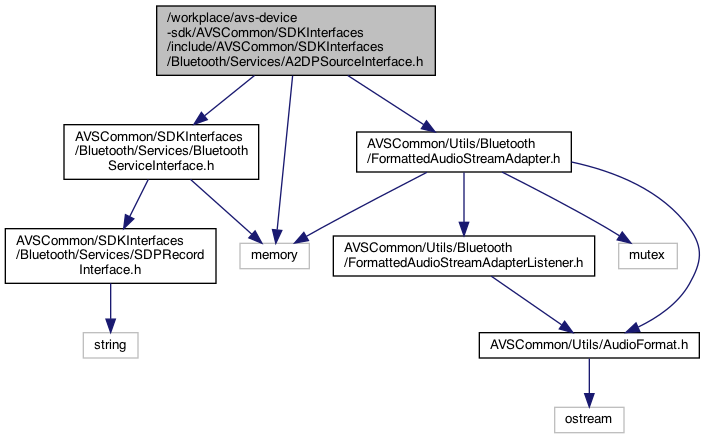 /workplace/avs-device
-sdk/AVSCommon/SDKInterfaces
/include/AVSCommon/SDKInterfaces
/Bluetooth/Services/A2DPSourceInterface.h
AVSCommon/SDKInterfaces
/Bluetooth/Services/Bluetooth
ServiceInterface.h
AVSCommon/Utils/Bluetooth
/FormattedAudioStreamAdapter.h
AVSCommon/SDKInterfaces
/Bluetooth/Services/SDPRecord
Interface.h
memory
AVSCommon/Utils/Bluetooth
/FormattedAudioStreamAdapterListener.h
mutex
string
AVSCommon/Utils/AudioFormat.h
ostream